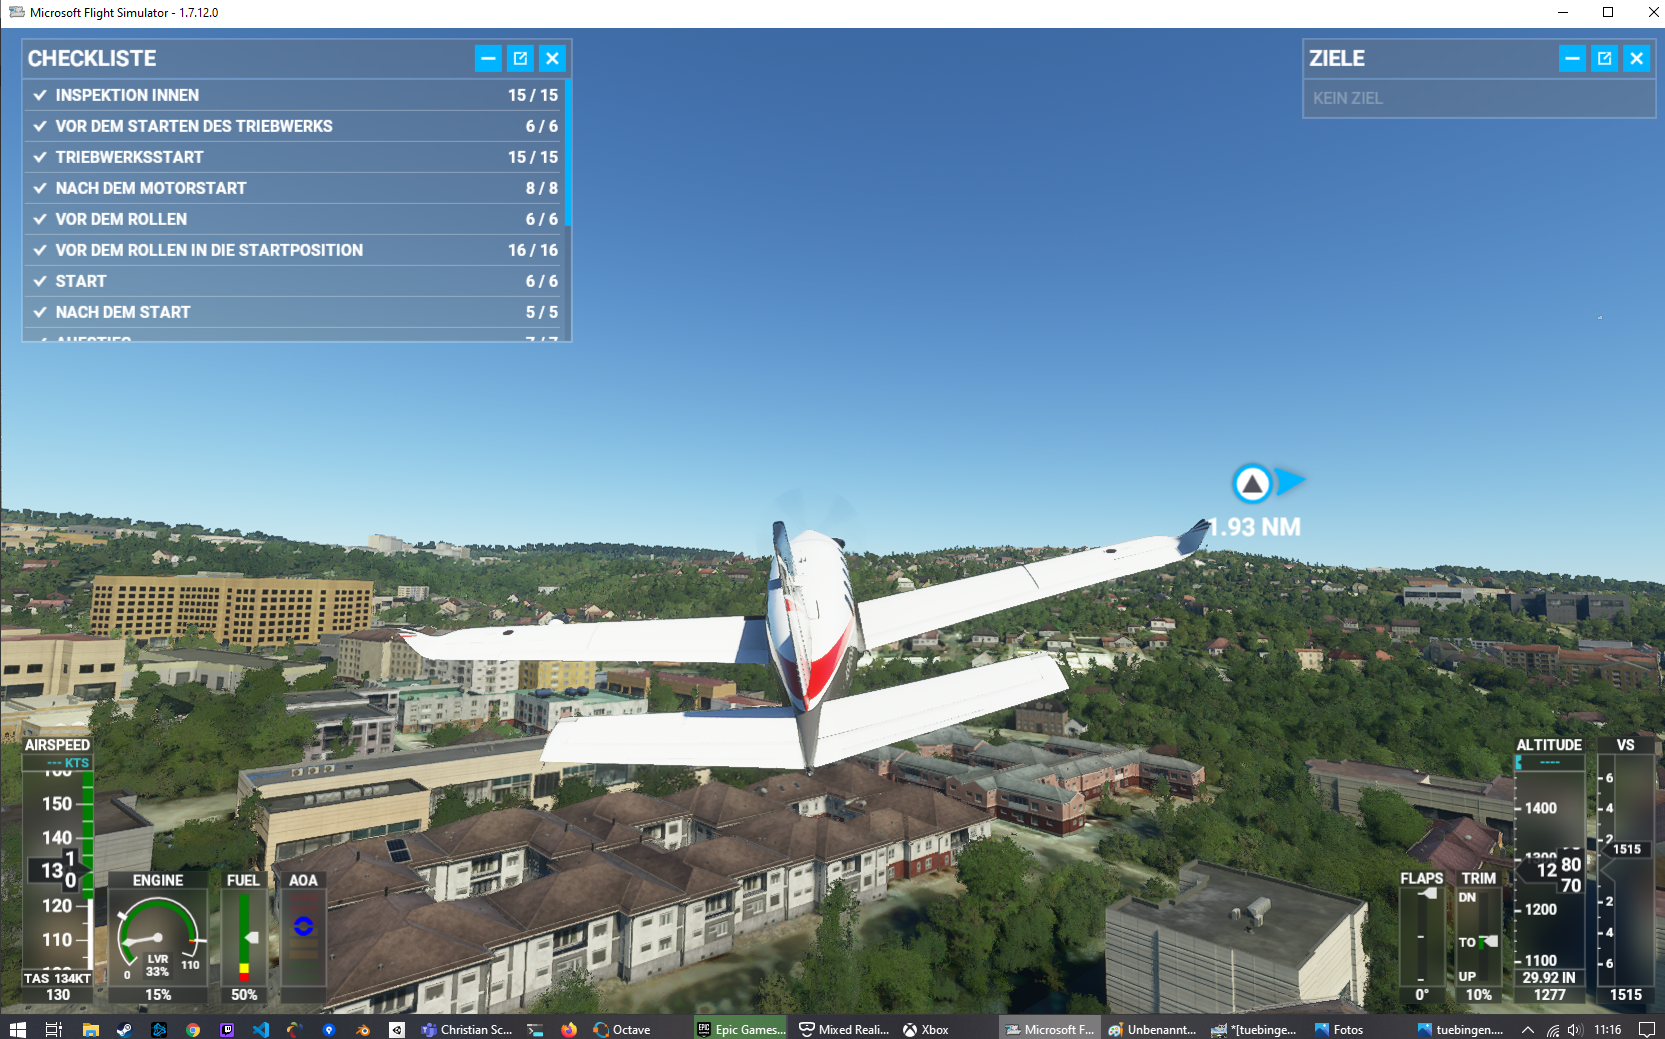 Microsoft Flight Simulator - 1.7.12.0
CHECKLISTE
INSPEKTION INNEN 15 / 15
VOR DEM STARTEN DES TRIEBWERKS 6 / 6
TRIEBWERKSSTART 15 / 15
NACH DEM MOTORSTART 8 / 8
VOR DEM ROLLEN 6 / 6
VOR DEM ROLLEN IN DIE STARTPOSITION 16 / 16
START 6 / 6
NACH DEM START 5 / 5
AUFSTIEG 7 / 7
ZIELE
KEIN ZIEL
1.93 NM
AIRSPEED
--- KTS
160
150
140
13 1
0
120
110
TAS 134KT
130
ENGINE
0
LVR
33%
110
15%
FUEL
50%
AOA
FLAPS
0°
TRIM
DN
TO
UP
10%
ALTITUDE
----
1400
1300
12 80
70
1200
1100
29.92 IN
1277
VS
6
4
2
1515
2
4
6
1515
Christian Sc...
Octave
Epic Games...
Mixed Reali...
Xbox
Microsoft F...
Unbenannt...
*[tuebinge...
Fotos
tuebingen....
11:16